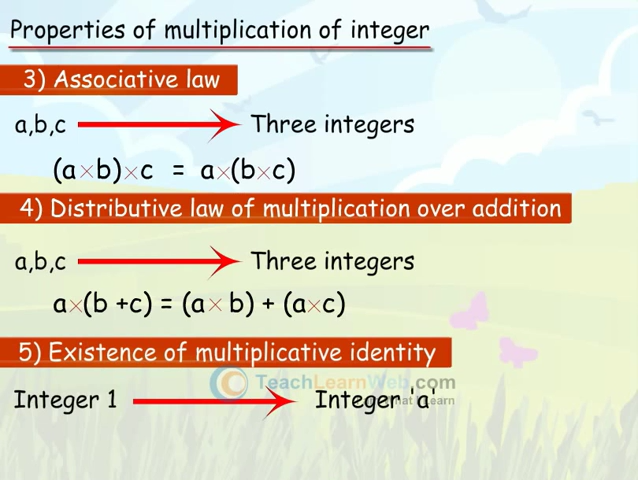 Properties of multiplication of integer
3) Associative law
a,b,c Three integers
(a×b)×c = a×(b×c)
4) Distributive law of multiplication over addition
a,b,c Three integers
a×(b +c) = (a× b) + (a×c)
5) Existence of multiplicative identity
TeachLearnWeb.com
Integer 1 Integer 'a'